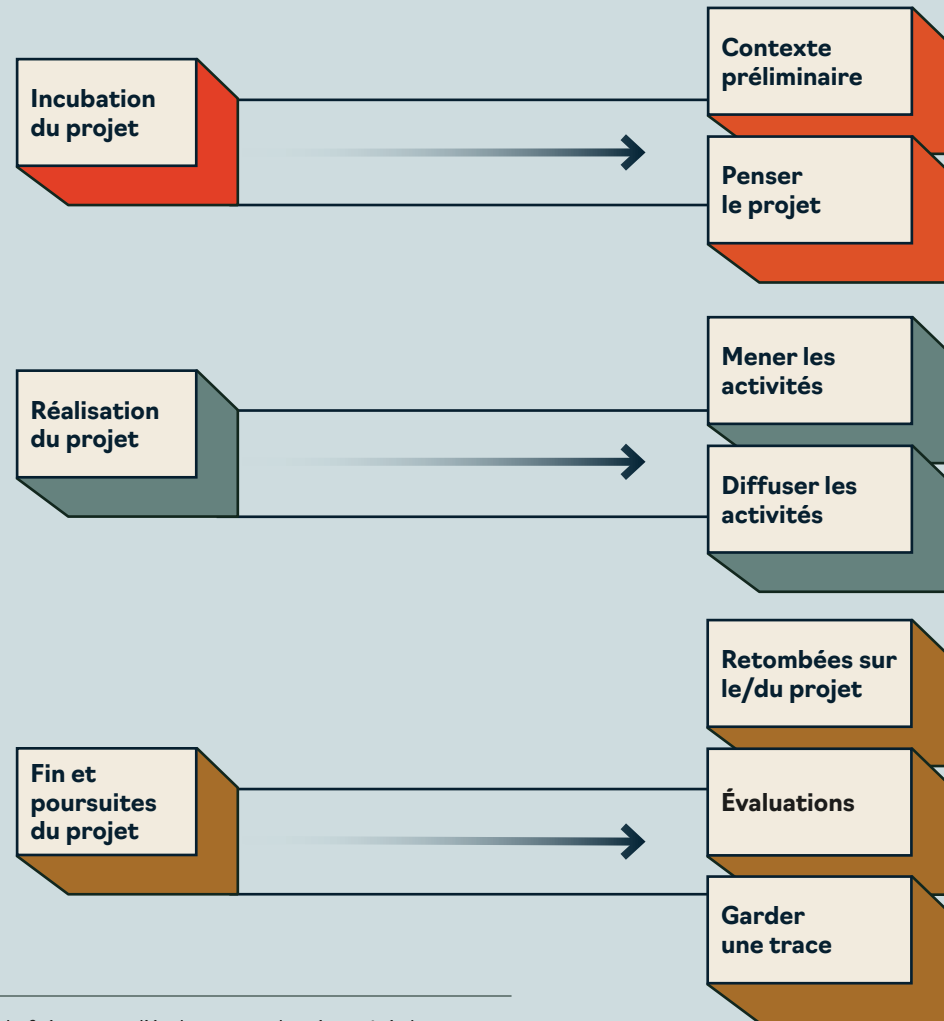 Incubation
du projet
Contexte
préliminaire
Penser
le projet
Réalisation
du projet
Mener les
activités
Diffuser les
activités
Fin et
poursuites
du projet
Retombées sur
le/du projet
Évaluations
Garder
une trace